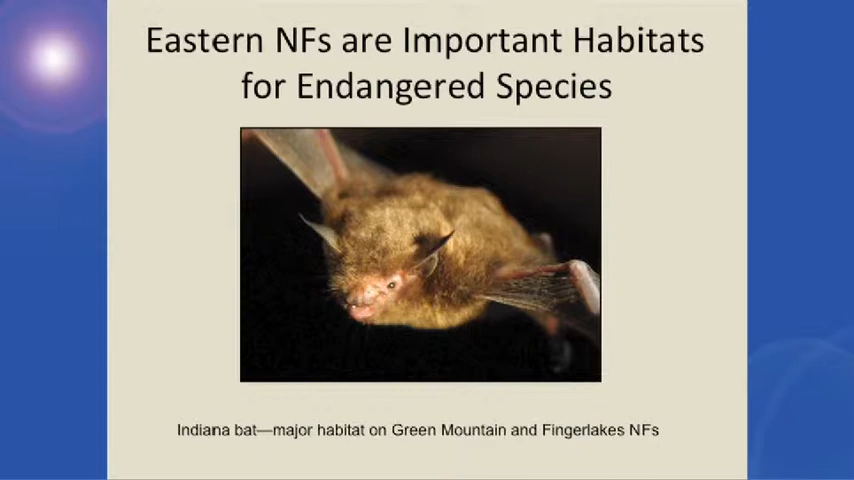 Eastern NFs are Important Habitats
for Endangered Species
Indiana bat—major habitat on Green Mountain and Fingerlakes NFs